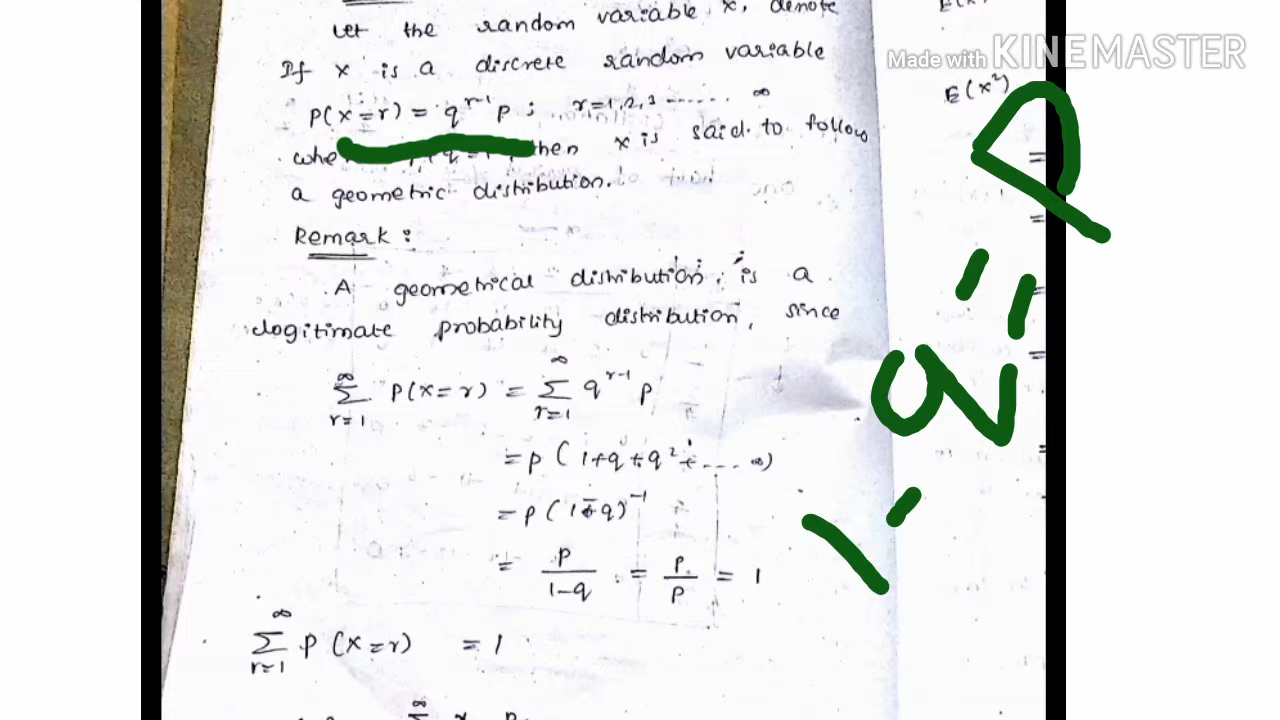 Let the random variable x, denote
If x is a discrete random variable
P(x=r) = q^{r-1} p ; r=1,2,3 ....... ∞
whe then x is said to follow
a geometric distribution.
Remark :
A geometrical distribution, is a
logitimate probability distribution, since
∞ ∑ r=1 P(x=r) = ∞ ∑ r=1 q^{r-1} p
= p (1+q+q²+.... ∞)
= p (1-q)^{-1}
= p/1-q = p/p = 1
∞ ∑ r=1 P(x=r) = 1
E(x²)
=
=
=
=
=
1-q=p
Made with KINEMASTER